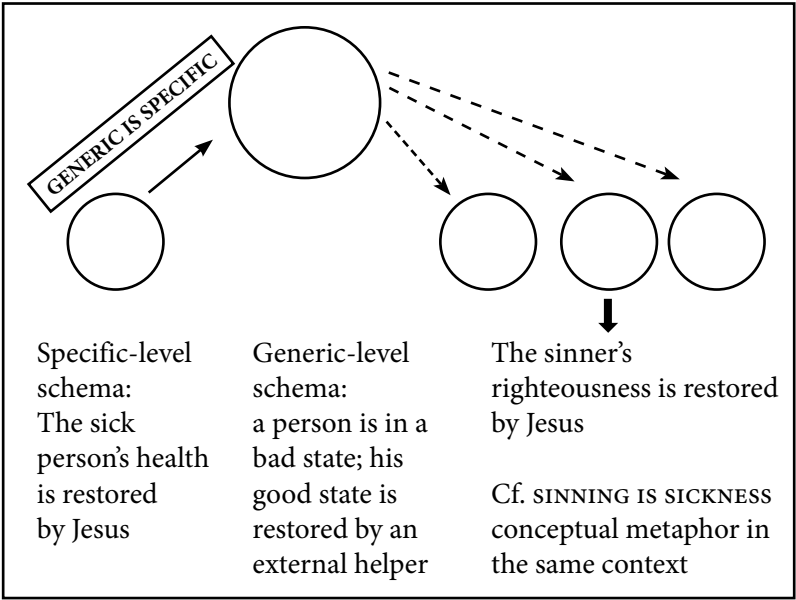 GENERIC IS SPECIFIC
Specific-level
schema:
The sick
person's health
is restored
by Jesus
Generic-level
schema:
a person is in a
bad state; his
good state is
restored by an
external helper
The sinner's
righteousness is restored
by Jesus
Cf. SINNING IS SICKNESS
conceptual metaphor in
the same context